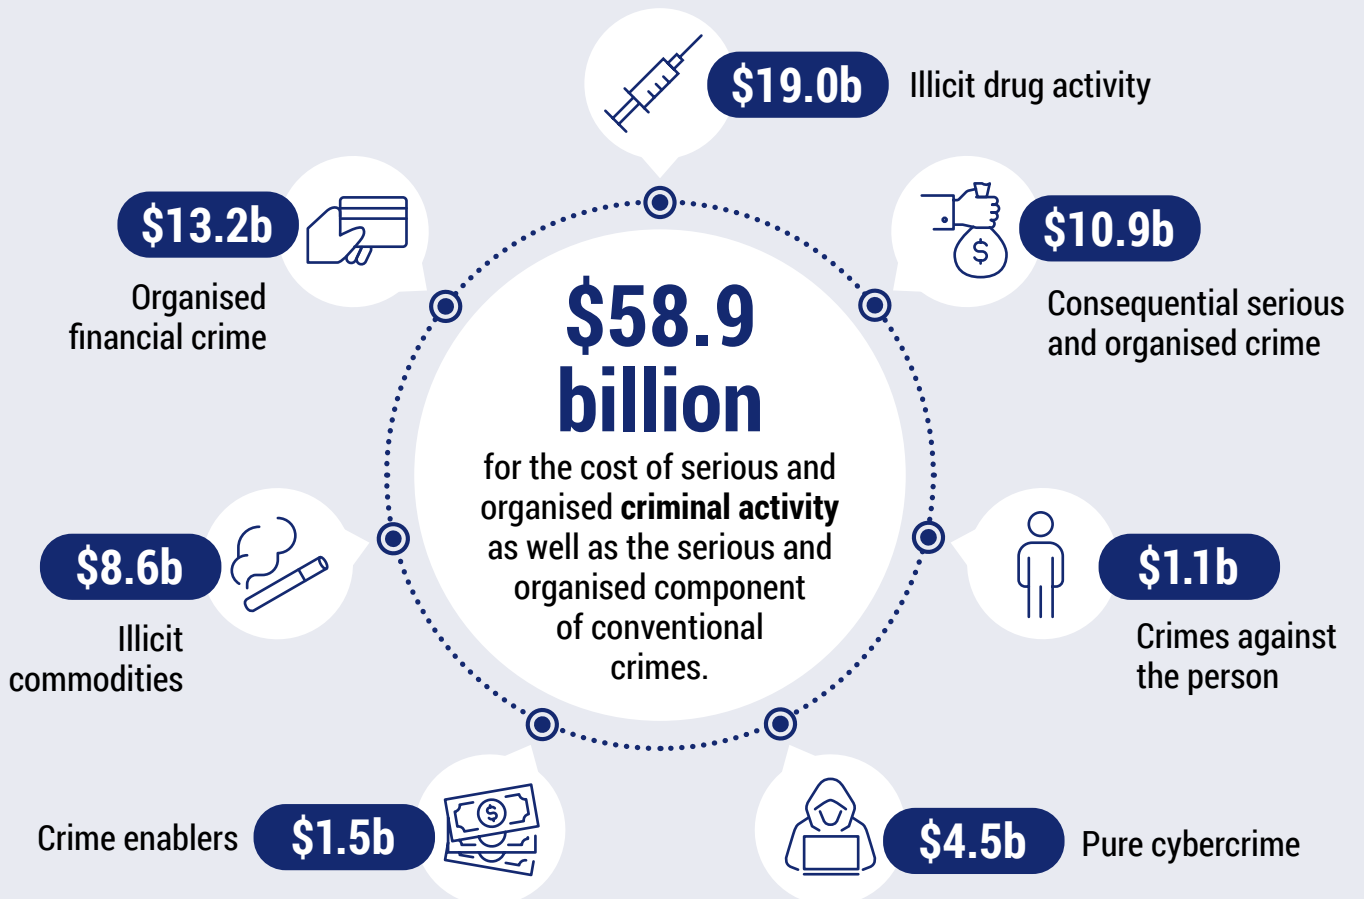 $19.0b
Illicit drug activity
$13.2b
Organised
financial crime
$10.9b
Consequential serious
and organised crime
$58.9
billion
for the cost of serious and
organised criminal activity
as well as the serious and
organised component
of conventional
crimes.
$8.6b
Illicit
commodities
$1.1b
Crimes against
the person
Crime enablers
$1.5b
$4.5b
Pure cybercrime
$
$